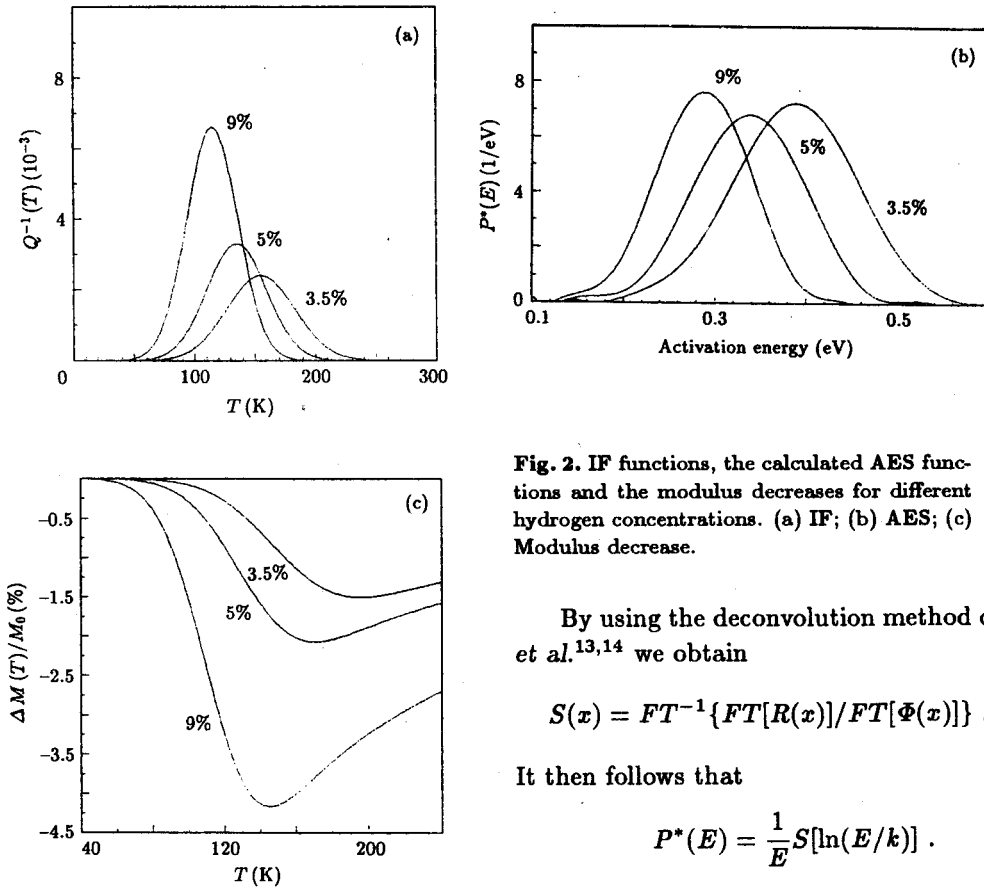 (a)
8
4
0
100
200
300
9%
5%
3.5%
Q⁻¹(T) (10⁻³)
T (K)
(b)
8
4
0
0.1
0.3
0.5
9%
5%
3.5%
P*(E) (1/eV)
Activation energy (eV)
(c)
-0.5
-1.5
-2.5
-3.5
-4.5
40
120
200
3.5%
5%
9%
ΔM(T)/M₀(%)
T (K)
Fig. 2. IF functions, the calculated AES func-
tions and the modulus decreases for different
hydrogen concentrations. (a) IF; (b) AES; (c)
Modulus decrease.
By using the deconvolution method
et al.¹³,¹⁴ we obtain
S(x) = FT⁻¹{FT[R(x)]/FT[Φ(x)]}
It then follows that
P*(E) = 1/E S[ln(E/k)] .